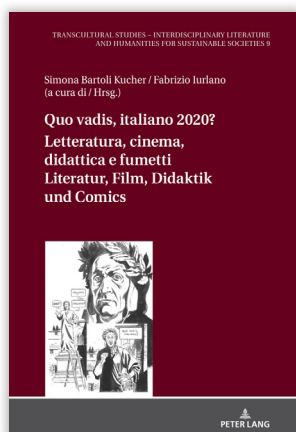 TRANSCULTURAL STUDIES – INTERDISCIPLINARY LITERATURE
AND HUMANITIES FOR SUSTAINABLE SOCIETIES 9
Simona Bartoli Kucher / Fabrizio Iurlano
(a cura di / Hrsg.)
Quo vadis, italiano 2020?
Letteratura, cinema,
didattica e fumetti
Literatur, Film, Didaktik
und Comics
PETER LANG